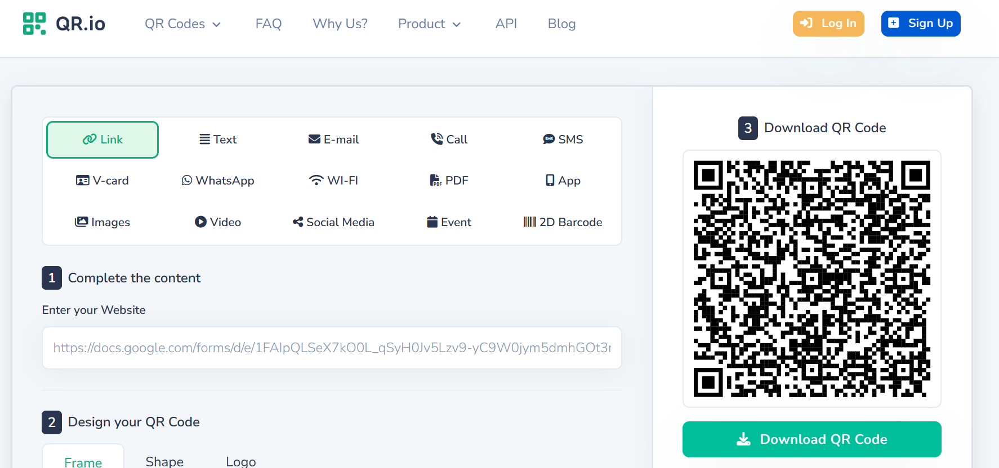 QR.io QR Codes FAQ Why Us? Product API Blog Log In Sign Up
Link Text E-mail Call SMS
V-card WhatsApp WI-FI PDF App
Images Video Social Media Event 2D Barcode
1 Complete the content
Enter your Website
https://docs.google.com/forms/d/e/1FAIpQLSeX7kO0L_qSyH0Jv5Lzv9-yC9W0jym5dmhGOt3r
2 Design your QR Code
Frame Shape Logo
3 Download QR Code
Download QR Code